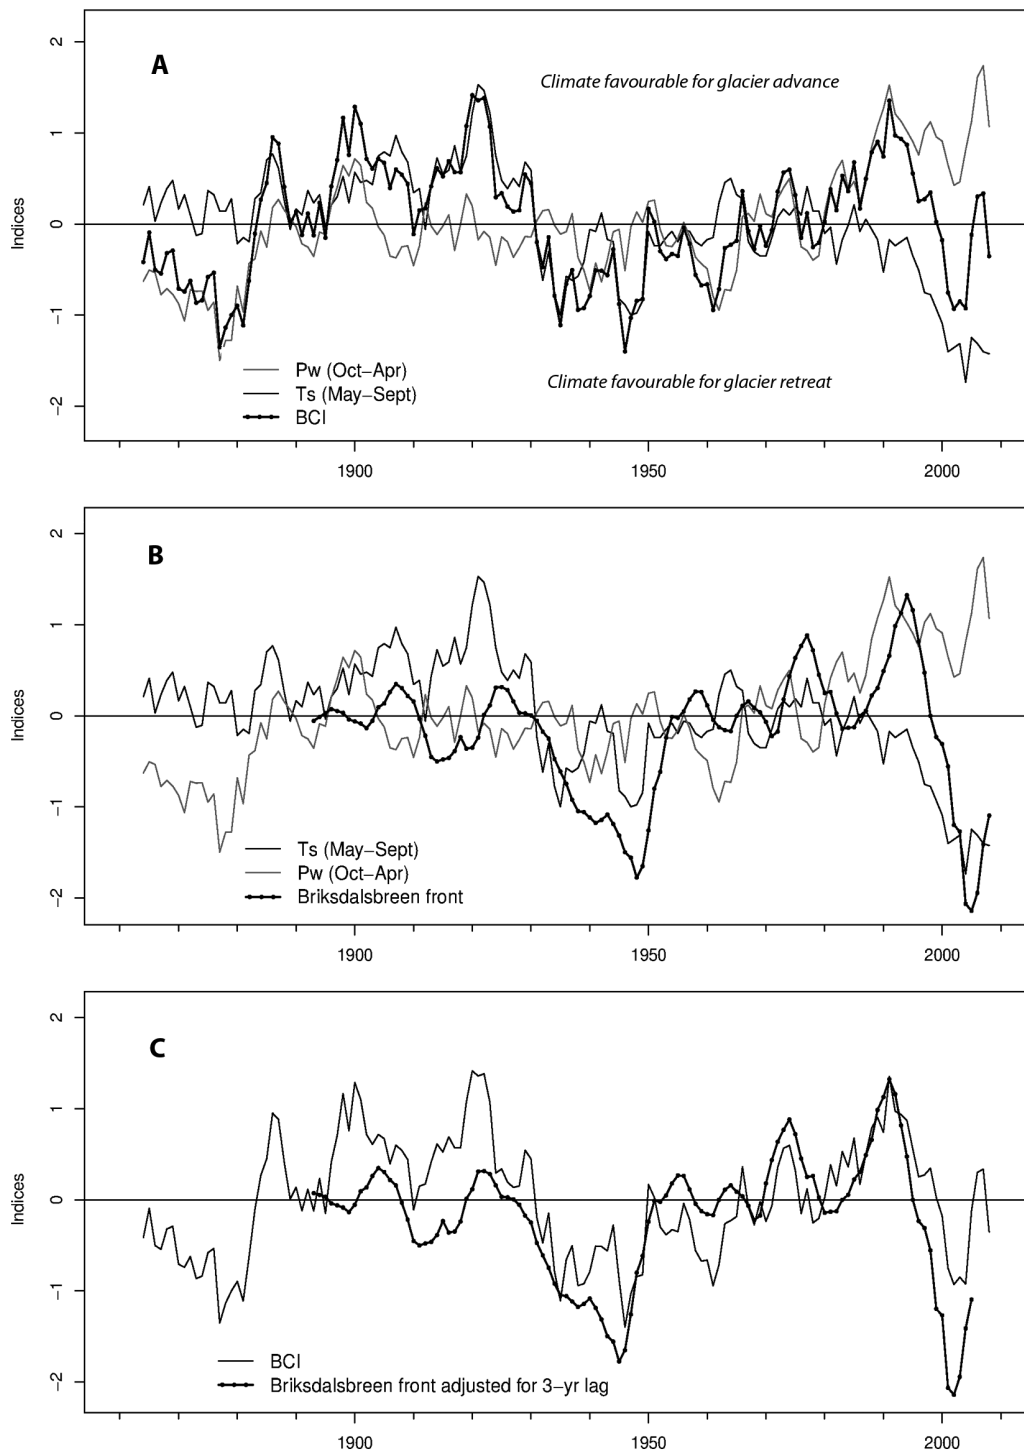 A
Climate favourable for glacier advance
2
1
0
−1
−2
Indices
Pw (Oct−Apr)
Ts (May−Sept)
BCI
Climate favourable for glacier retreat
1900
1950
2000
B
2
1
0
−1
−2
Indices
Ts (May−Sept)
Pw (Oct−Apr)
Briksdalsbreen front
1900
1950
2000
C
2
1
0
−1
−2
Indices
BCI
Briksdalsbreen front adjusted for 3−yr lag
1900
1950
2000